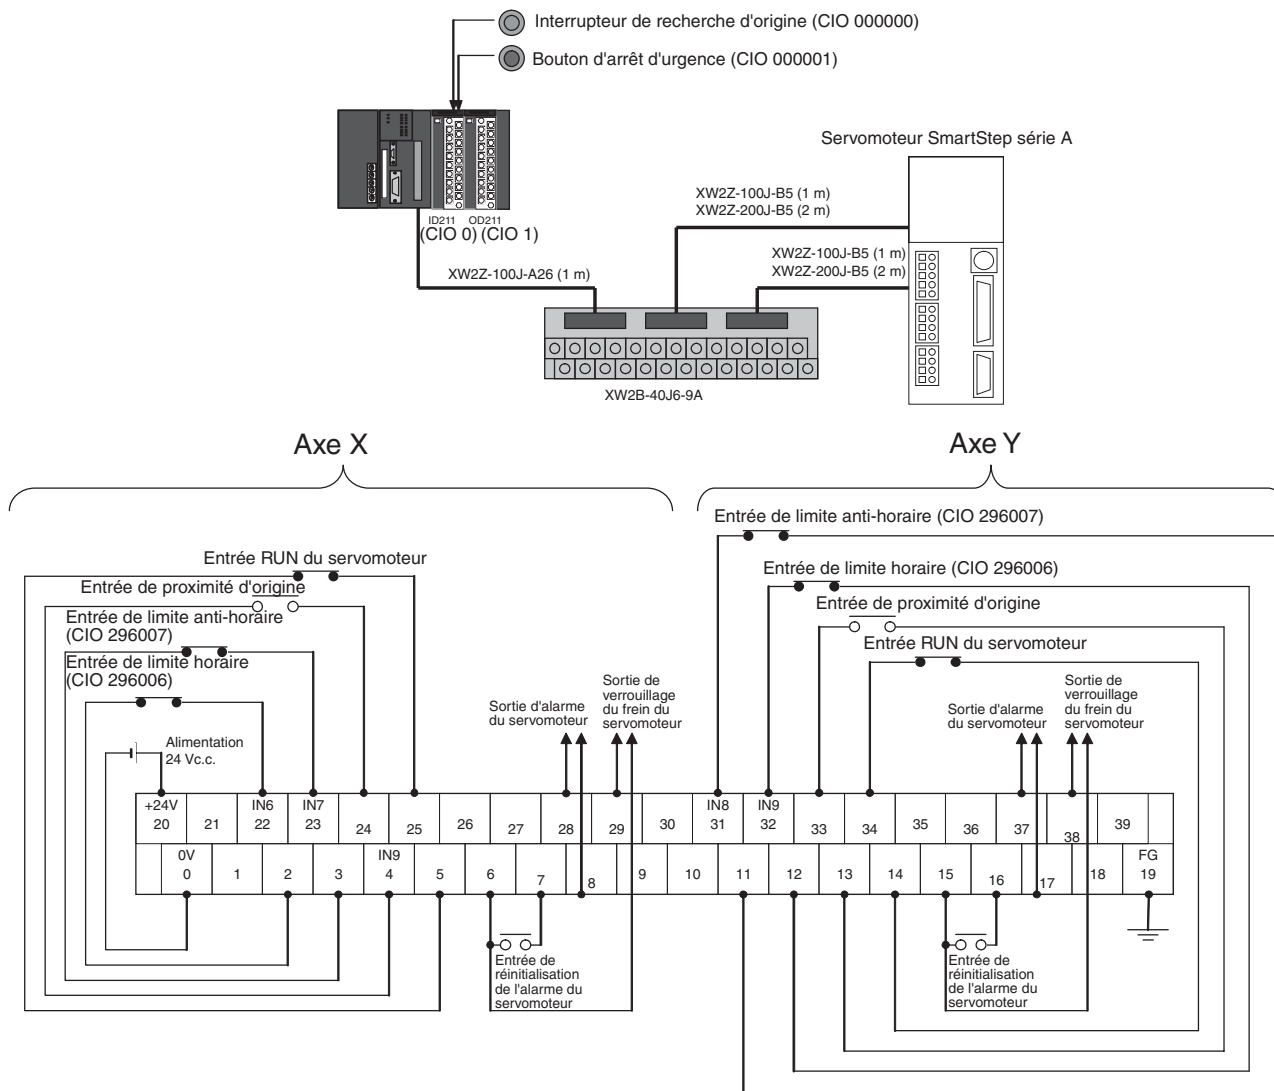 Interrupteur de recherche d'origine (CIO 000000)
Bouton d'arrêt d'urgence (CIO 000001)
Servomoteur SmartStep série A
ID211 OD211
(CIO 0) (CIO 1)
XW2Z-100J-B5 (1 m)
XW2Z-200J-B5 (2 m)
XW2Z-100J-B5 (1 m)
XW2Z-200J-B5 (2 m)
XW2Z-100J-A26 (1 m)
XW2B-40J6-9A
Axe X
Axe Y
Entrée RUN du servomoteur
Entrée de proximité d'origine
Entrée de limite anti-horaire
(CIO 296007)
Entrée de limite horaire
(CIO 296006)
Alimentation
24 Vc.c.
Sortie d'alarme
du servomoteur
Sortie de
verrouillage
du frein du
servomoteur
Entrée de limite anti-horaire (CIO 296007)
Entrée de limite horaire (CIO 296006)
Entrée de proximité d'origine
Entrée RUN du servomoteur
Sortie d'alarme
du servomoteur
Sortie de
verrouillage
du frein du
servomoteur
+24V IN6 IN7 IN8 IN9
20 21 22 23 24 25 26 27 28 29 30 31 32 33 34 35 36 37 38 39
0V IN9 FG
0 1 2 3 4 5 6 7 8 9 10 11 12 13 14 15 16 17 18 19
Entrée de
réinitialisation
de l'alarme du
servomoteur
Entrée de
réinitialisation
de l'alarme du
servomoteur